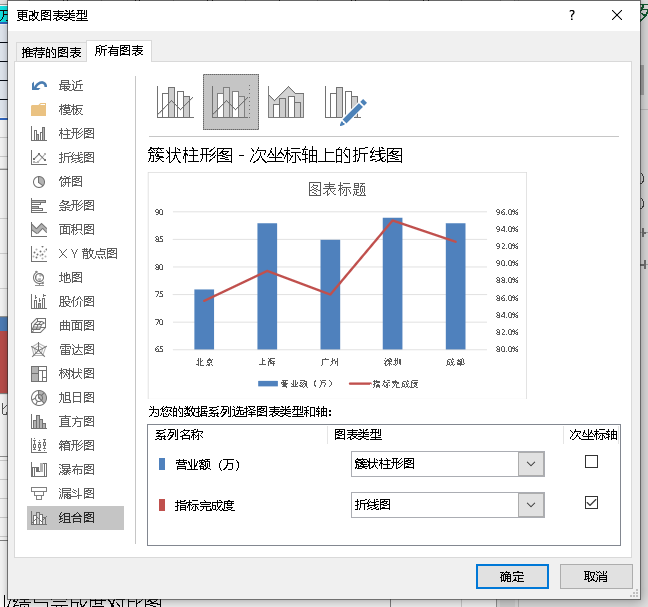 更改图表类型
?
推荐的图表 所有图表
最近
模板
柱形图
折线图
饼图
条形图
面积图
X Y 散点图
地图
股价图
曲面图
雷达图
树状图
旭日图
直方图
箱形图
瀑布图
漏斗图
组合图
簇状柱形图 - 次坐标轴上的折线图
图表标题
90 96.0%
94.0%
85 92.0%
90.0%
80 88.0%
75 86.0%
84.0%
70 82.0%
65 80.0%
北京 上海 广州 深圳 成都
营业额（万） 指标完成度
为您的数据系列选择图表类型和轴:
系列名称 图表类型 次坐标轴
营业额（万） 簇状柱形图
指标完成度 折线图
确定 取消